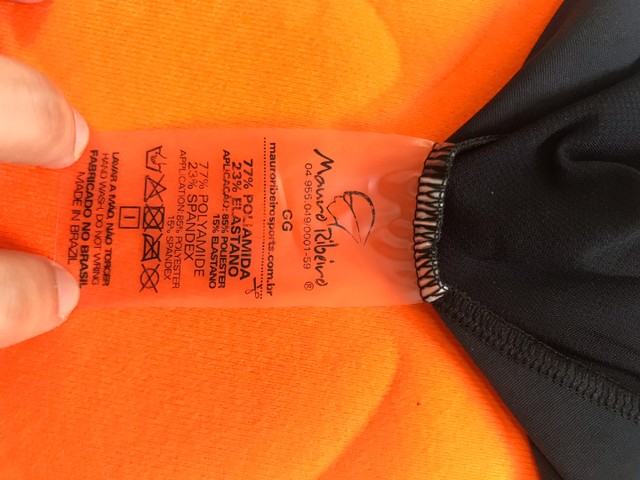 Mauro Ribeiro ®
04.955.049/0001-59
GG
mauroribeirosports.com.br
77% POLIAMIDA
23% ELASTANO
APLICAÇÃO: 85% POLIÉSTER
15% ELASTANO
77% POLYAMIDE
23% SPANDEX
APPLICATION: 85% POLYESTER
15% SPANDEX
LAVAR A MÃO, NÃO TORCER
HAND WASH, DO NOT WRING
FABRICADO NO BRASIL
MADE IN BRAZIL